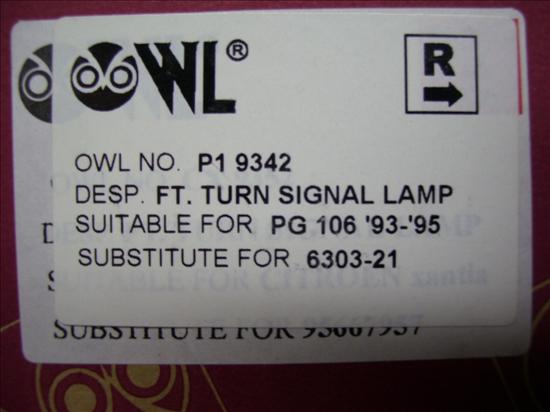 OWL®
R
OWL NO. P1 9342
DESP. FT. TURN SIGNAL LAMP
SUITABLE FOR PG 106 '93-'95
SUBSTITUTE FOR 6303-21
SUITABLE FOR CITROEN xantia
SUBSTITUTE FOR 95667957